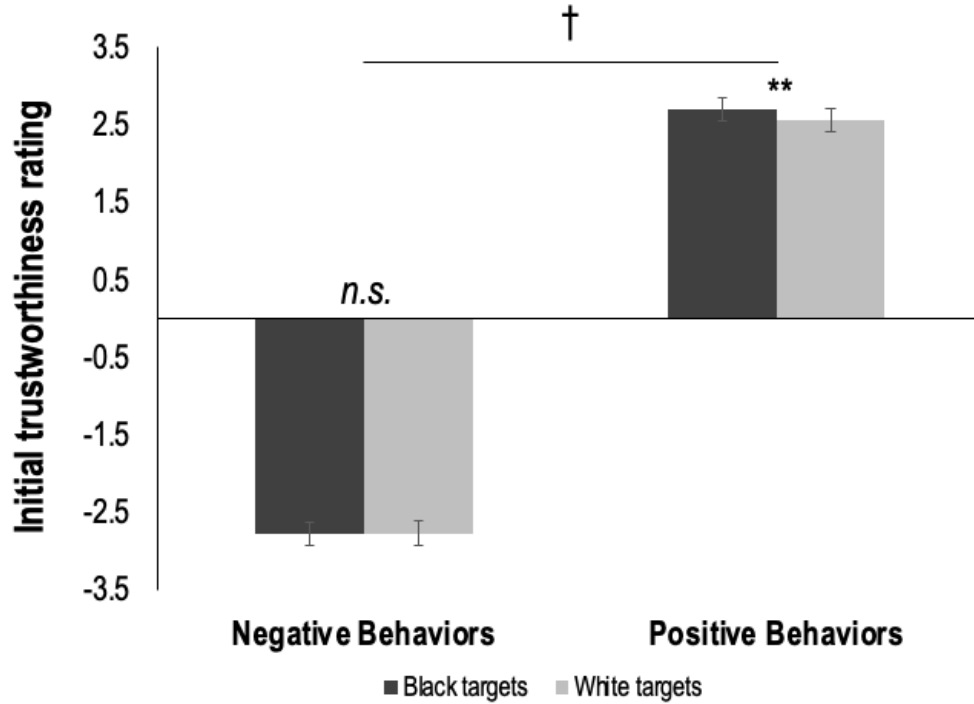 †
3.5
**
2.5
1.5
0.5
n.s.
-0.5
-1.5
-2.5
-3.5
Initial trustworthiness rating
Negative Behaviors
Positive Behaviors
Black targets
White targets